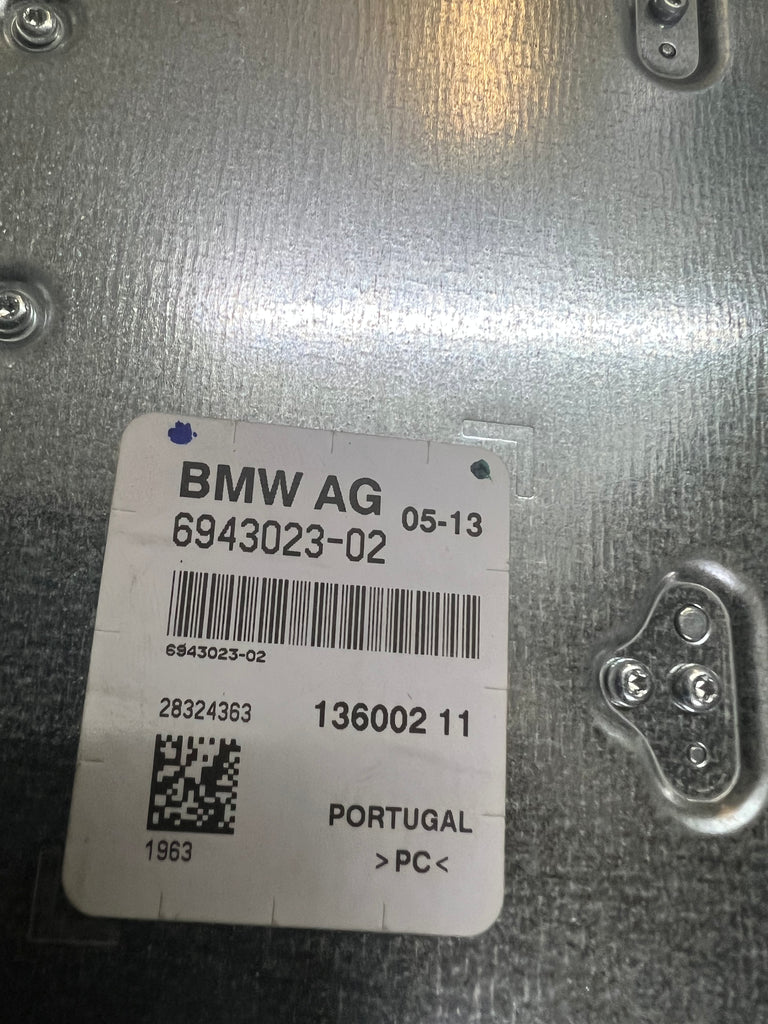 BMW AG 05-13
6943023-02
6943023-02
28324363 136002 11
PORTUGAL
1963 >PC<